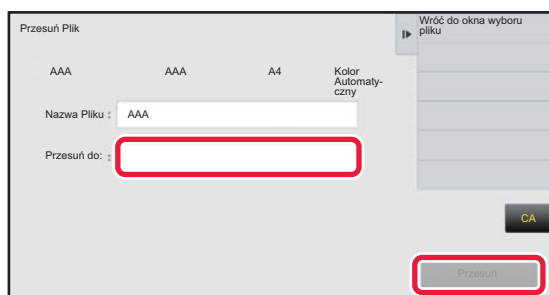 Przesuń Plik
Wróć do okna wyboru
pliku
AAA AAA A4 Kolor
Automaty-
czny
Nazwa Pliku : AAA
Przesuń do: :
CA
Przesuń